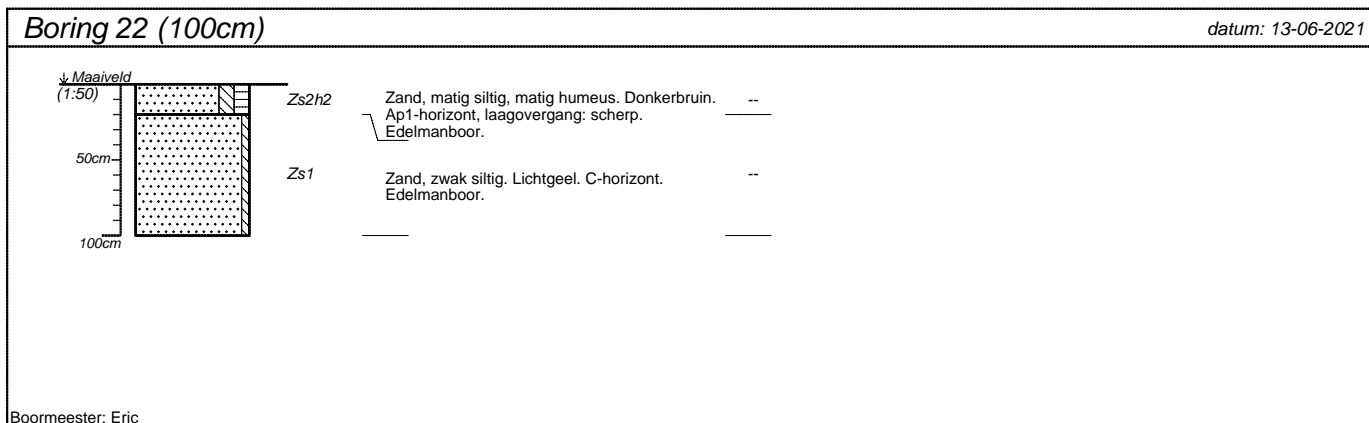 Boring 22 (100cm)
datum: 13-06-2021
Maaiveld
(1:50)
Zs2h2
Zand, matig siltig, matig humeus. Donkerbruin.
--
Ap1-horizont, laagovergang: scherp.
Edelmanboor.
50cm
Zs1
Zand, zwak siltig. Lichtgeel. C-horizont.
--
Edelmanboor.
100cm
Boormeester: Eric